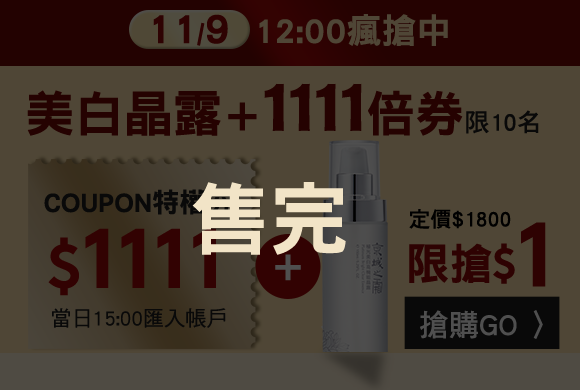 11/9 12:00瘋搶中
美白晶露+1111倍券限10名
COUPON特權
$1111
當日15:00匯入帳戶
售完
+
定價$1800
限搶$1
搶購GO 〉